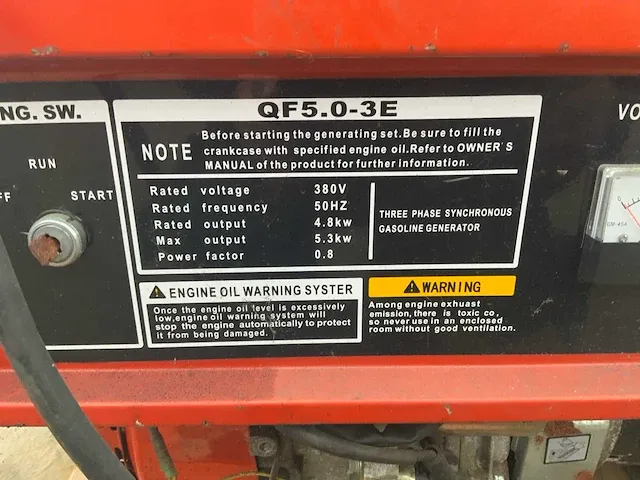 NG. SW.
RUN
START
QF5.0-3E
NOTE
Before starting the generating set.Be sure to fill the
crankcase with specified engine oil.Refer to OWNER'S
MANUAL of the product for further information.
Rated voltage 380V
Rated frequency 50HZ
Rated output 4.8kw
Max output 5.3kw
Power factor 0.8
THREE PHASE SYNCHRONOUS
GASOLINE GENERATOR
ENGINE OIL WARNING SYSTER
Once the engine oil level is excessively
low,engine oil warning system will
stop the engine automatically to protect
it from being damaged.
WARNING
Among engine exhuast
emission,there is toxic co,
so never use in an enclosed
room without good ventilation.
VO
0